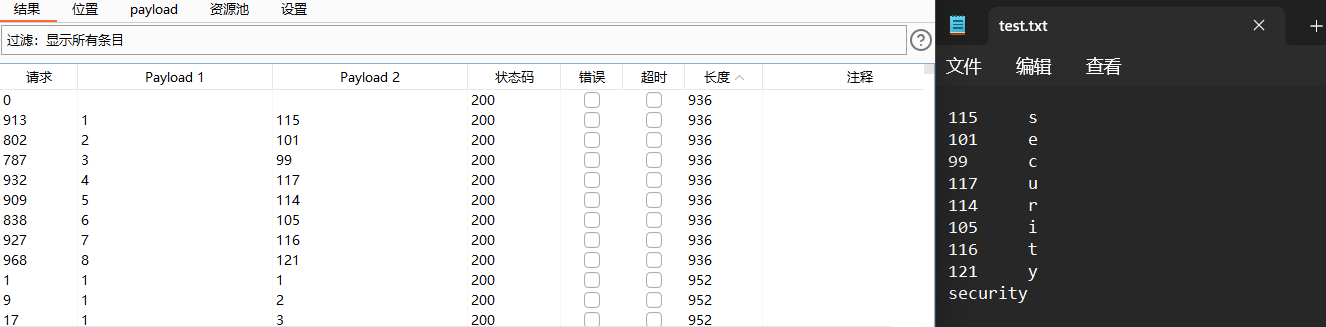 结果 位置 payload 资源池 设置
过滤：显示所有条目 ?
请求 Payload 1 Payload 2 状态码 错误 超时 长度 注释
0 200 936
913 1 115 200 936
802 2 101 200 936
787 3 99 200 936
932 4 117 200 936
909 5 114 200 936
838 6 105 200 936
927 7 116 200 936
968 8 121 200 936
1 1 1 200 952
9 1 2 200 952
17 1 3 200 952
test.txt
文件 编辑 查看
115 s
101 e
99 c
117 u
114 r
105 i
116 t
121 y
security